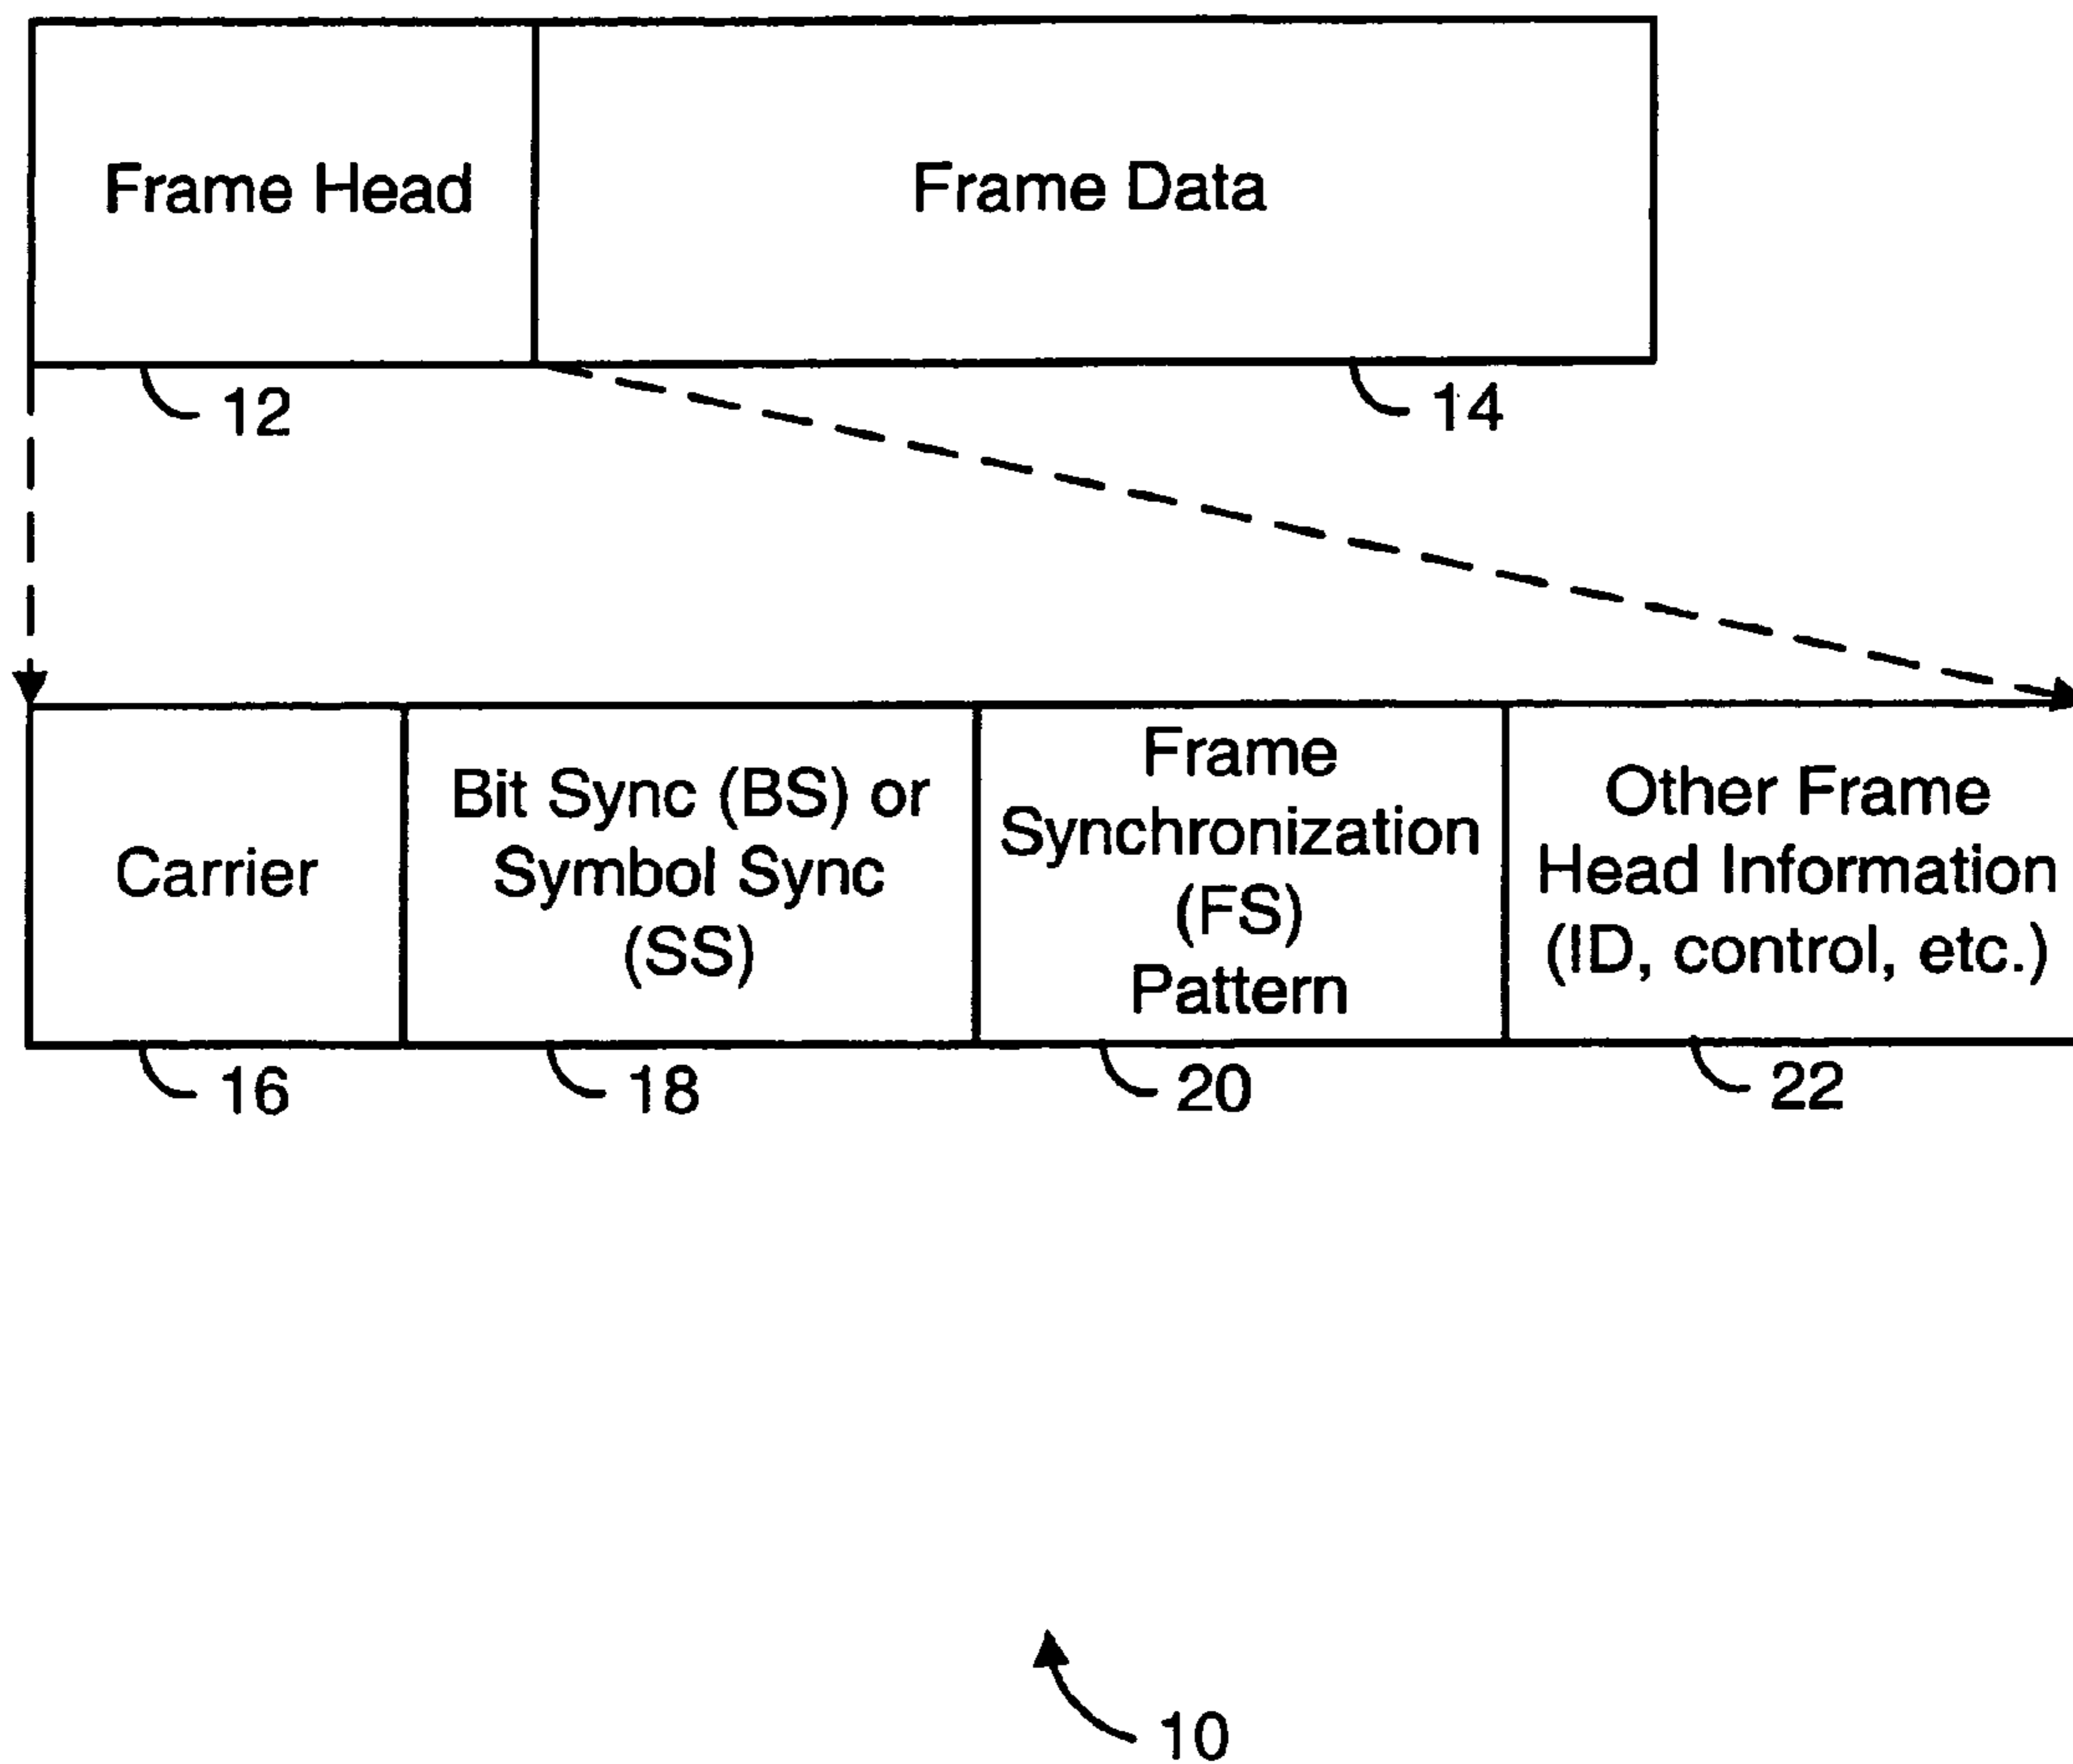 Frame Head
Frame Data
12
14
Carrier
Bit Sync (BS) or
Symbol Sync
(SS)
Frame
Synchronization
(FS)
Pattern
Other Frame
Head Information
(ID, control, etc.)
16
18
20
22
10